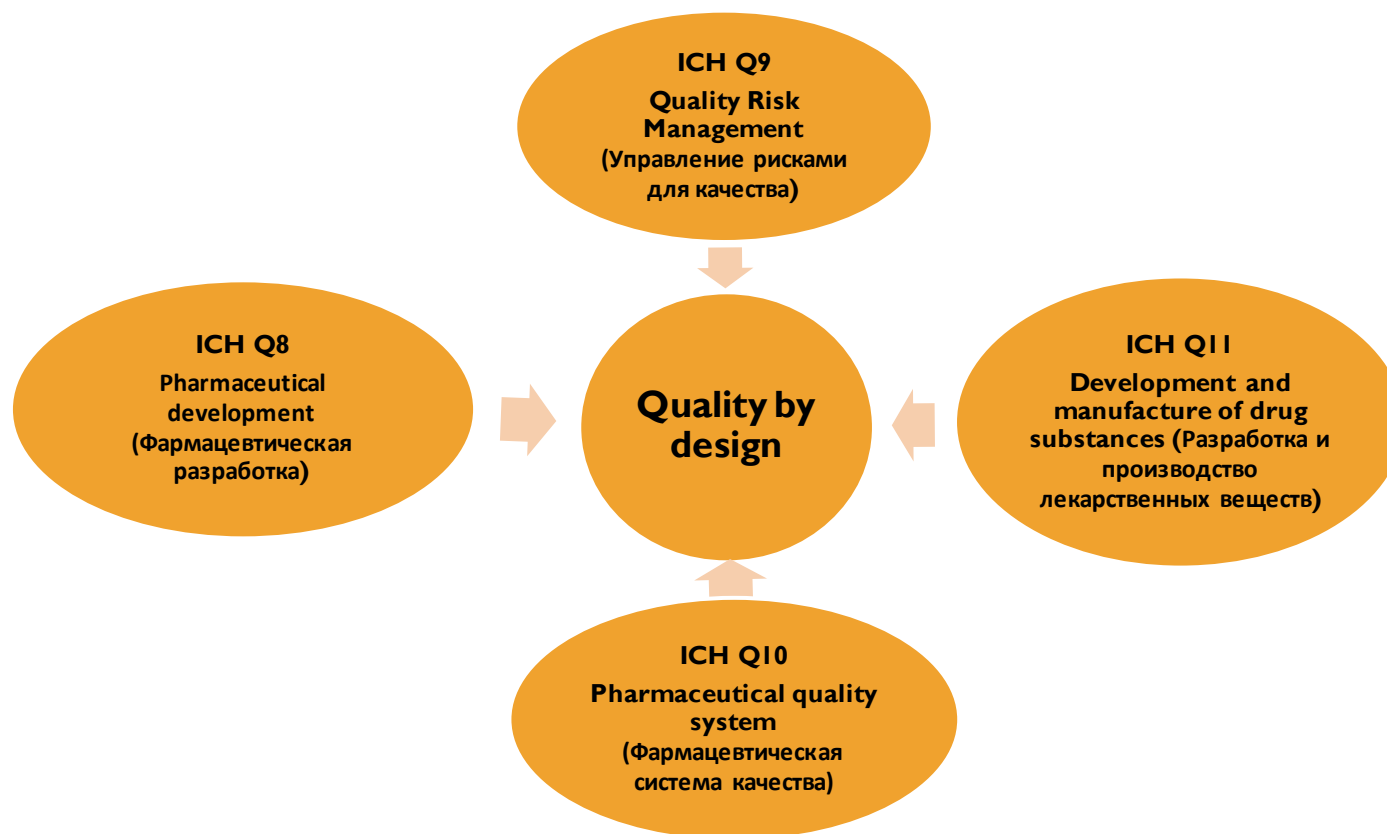 ICH Q9
Quality Risk
Management
(Управление рисками
для качества)
ICH Q8
Pharmaceutical
development
(Фармацевтическая
разработка)
Quality by
design
ICH Q11
Development and
manufacture of drug
substances (Разработка и
производство
лекарственных веществ)
ICH Q10
Pharmaceutical quality
system
(Фармацевтическая
система качества)